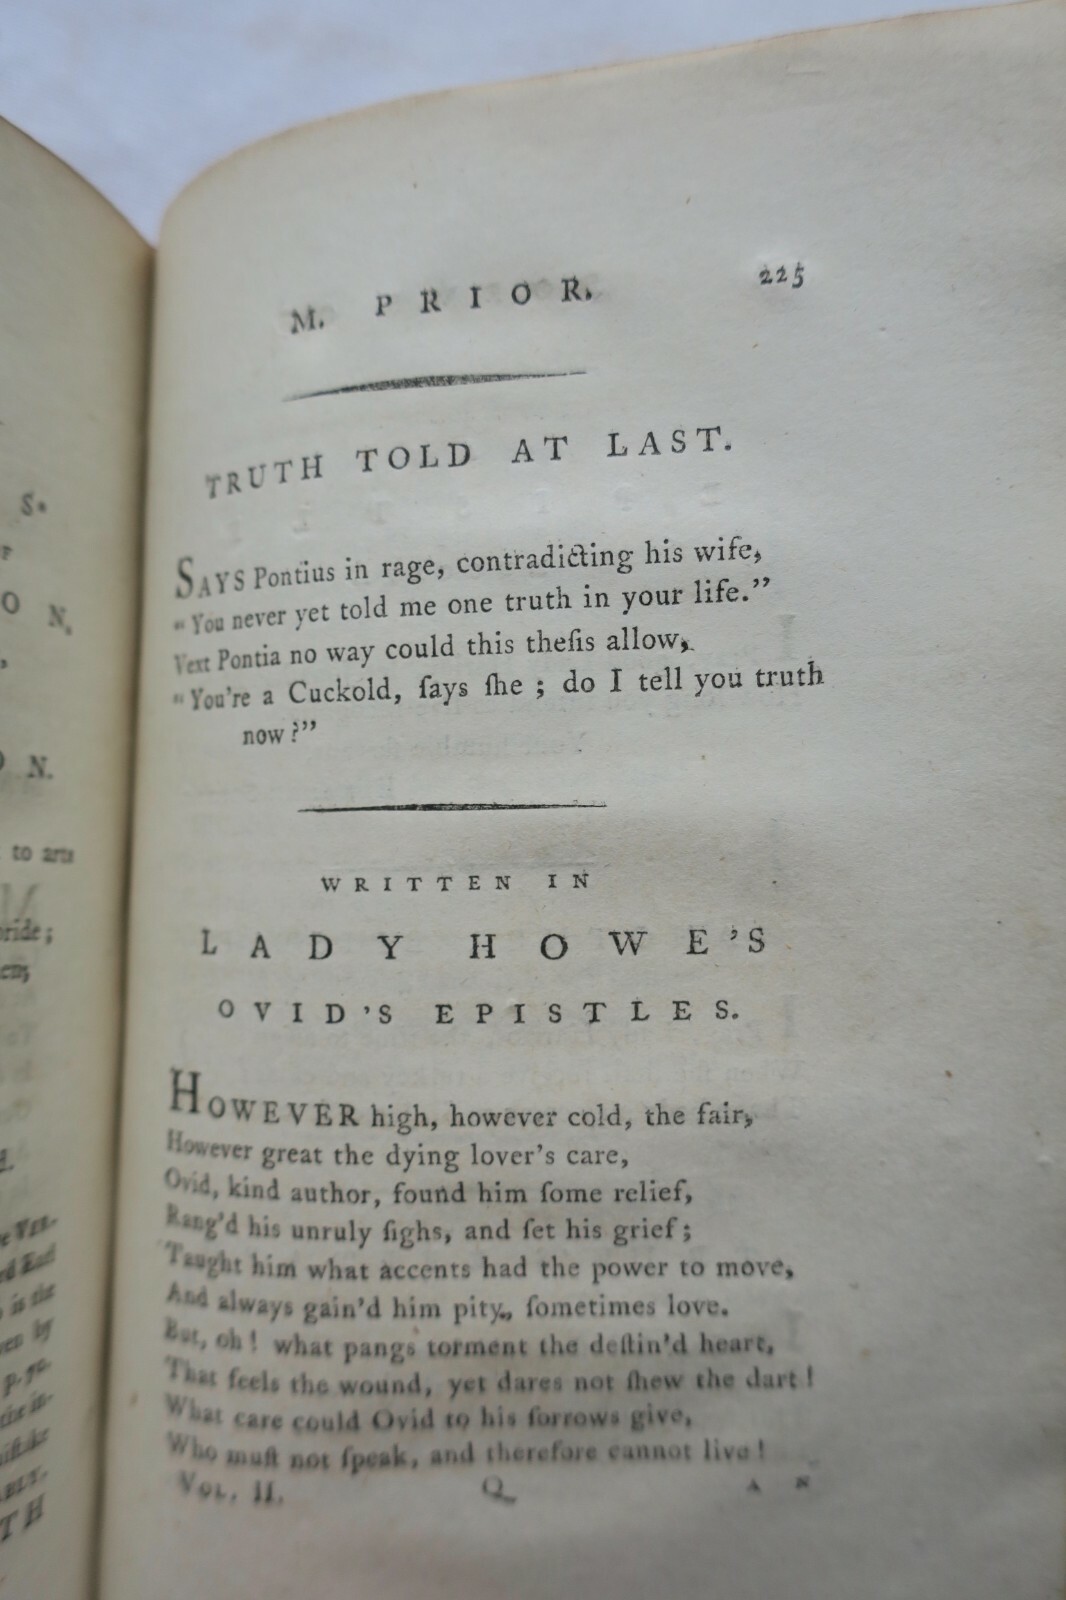 S.
F
O N,
N.
to arts
pride;
M. PRIOR. 225
TRUTH TOLD AT LAST.
SAYS Pontius in rage, contradicting his wife,
"You never yet told me one truth in your life."
Vext Pontia no way could this theſis allow,
"You're a Cuckold, ſays ſhe; do I tell you truth
now?"
WRITTEN IN
LADY HOWE'S
OVID'S EPISTLES.
HOWEVER high, however cold, the fair,
However great the dying lover's care,
Ovid, kind author, found him ſome relief,
Rang'd his unruly ſighs, and ſet his grief;
Taught him what accents had the power to move,
And always gain'd him pity, ſometimes love.
But, oh! what pangs torment the deſtin'd heart,
That feels the wound, yet dares not ſhew the dart!
What care could Ovid to his ſorrows give,
Who muſt not ſpeak, and therefore cannot live!
VOL. II. Q AN